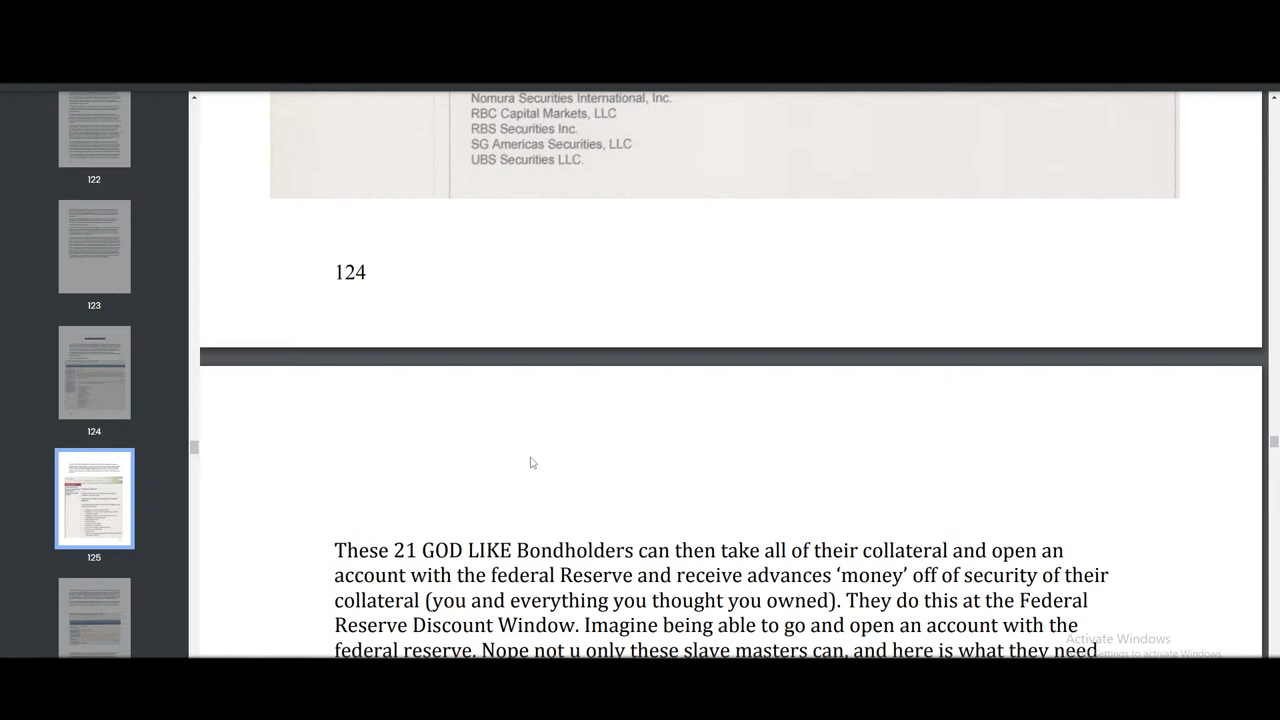 122
123
124
125
Nomura Securities International, Inc.
RBC Capital Markets, LLC
RBS Securities Inc.
SG Americas Securities, LLC
UBS Securities LLC.
124
These 21 GOD LIKE Bondholders can then take all of their collateral and open an
account with the federal Reserve and receive advances ‘money’ off of security of their
collateral (you and everything you thought you owned). They do this at the Federal
Reserve Discount Window. Imagine being able to go and open an account with the
federal reserve. Nope not u only these slave masters can, and here is what they need
Activate Windows
settings to activate Windows.